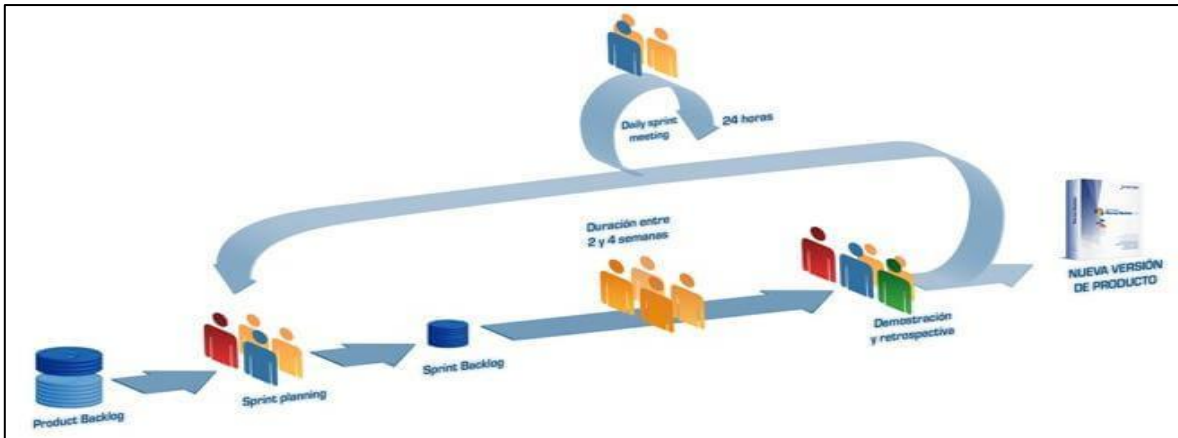 Daily sprint
meeting
24 horas
Duración entre
2 y 4 semanas
NUEVA VERSIÓN
DE PRODUCTO
Demostración
y retrospectiva
Sprint Backlog
Sprint planning
Product Backlog